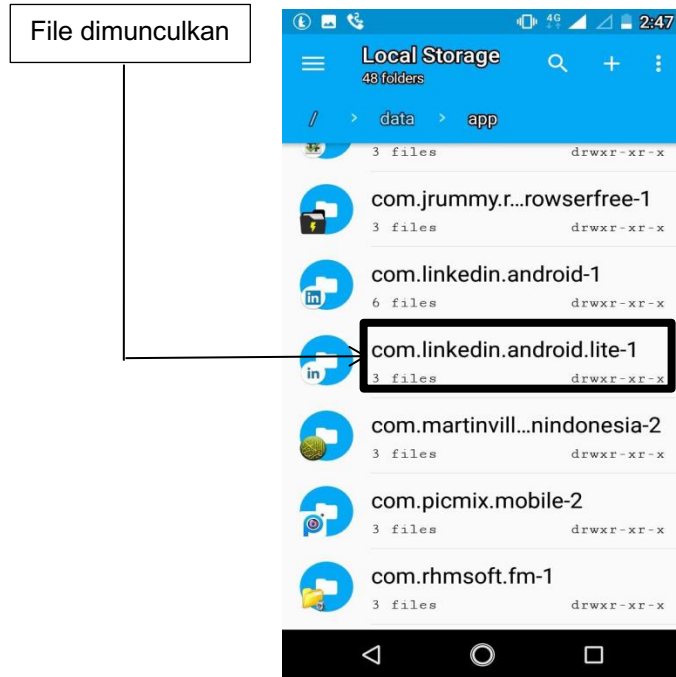 File dimunculkan
4G
2:47
Local Storage
48 folders
/ > data > app
3 files drwxr-xr-x
com.jrummy.r...rowserfree-1
3 files drwxr-xr-x
com.linkedin.android-1
in
6 files drwxr-xr-x
com.linkedin.android.lite-1
in
3 files drwxr-xr-x
com.martinvill...nindonesia-2
3 files drwxr-xr-x
com.picmix.mobile-2
3 files drwxr-xr-x
com.rhmsoft.fm-1
3 files drwxr-xr-x